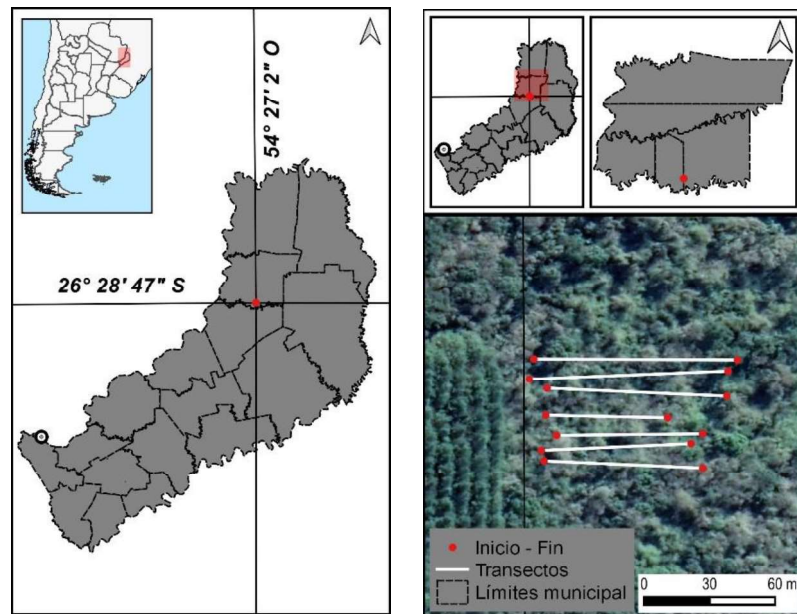 54° 27' 2" O
26° 28' 47" S
Inicio - Fin
Transectos
Límites municipal
0 30 60 m